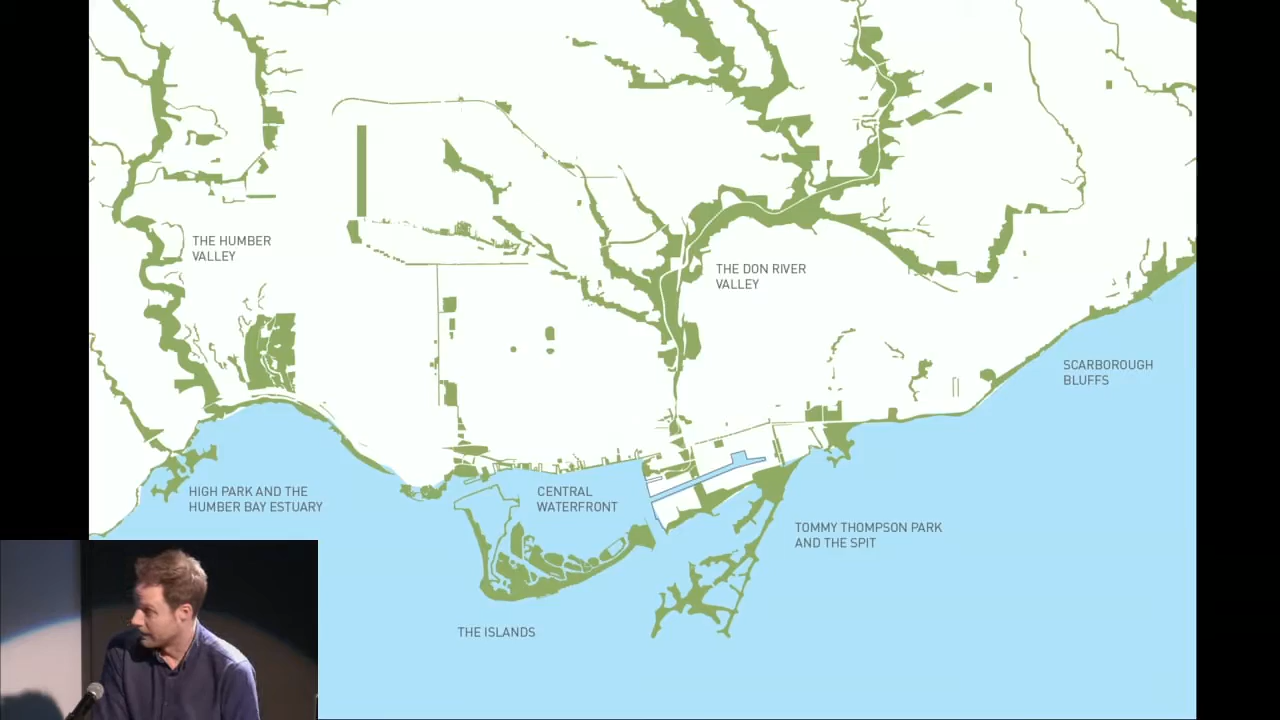 THE HUMBER
VALLEY
THE DON RIVER
VALLEY
SCARBOROUGH
BLUFFS
HIGH PARK AND THE
HUMBER BAY ESTUARY
CENTRAL
WATERFRONT
TOMMY THOMPSON PARK
AND THE SPIT
THE ISLANDS